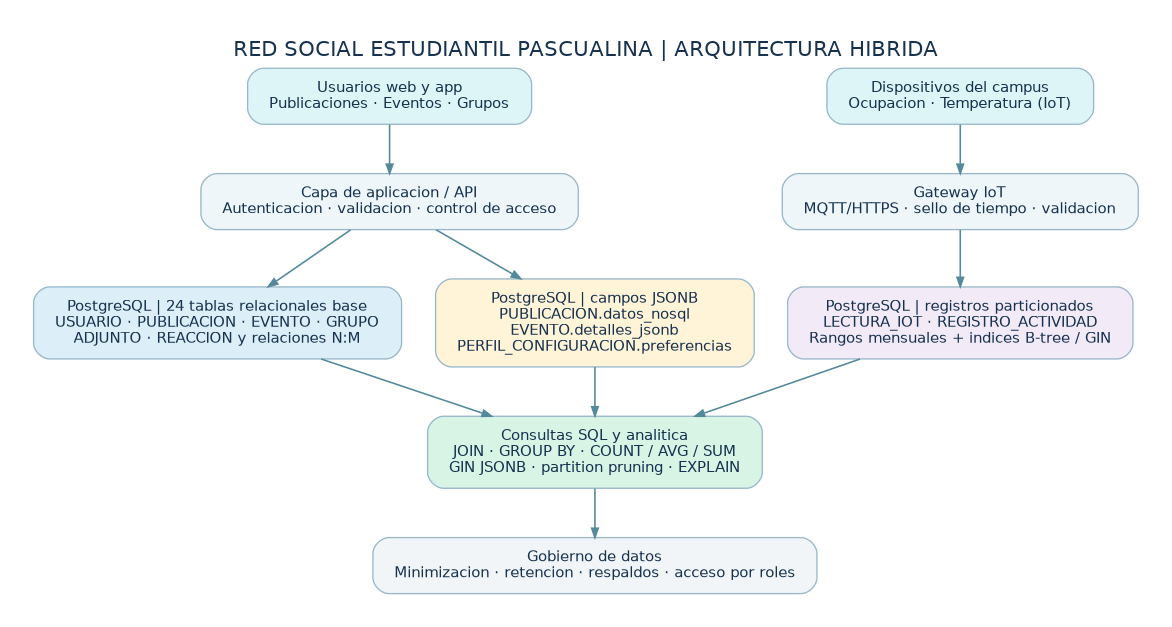 RED SOCIAL ESTUDIANTIL PASCUALINA | ARQUITECTURA HIBRIDA
Usuarios web y app
Publicaciones · Eventos · Grupos
Dispositivos del campus
Ocupacion · Temperatura (IoT)
Capa de aplicacion / API
Autenticacion · validacion · control de acceso
Gateway IoT
MQTT/HTTPS · sello de tiempo · validacion
PostgreSQL | 24 tablas relacionales base
USUARIO · PUBLICACION · EVENTO · GRUPO
ADJUNTO · REACCION y relaciones N:M
PostgreSQL | campos JSONB
PUBLICACION.datos_nosql
EVENTO.detalles_jsonb
PERFIL_CONFIGURACION.preferencias
PostgreSQL | registros particionados
LECTURA_IOT · REGISTRO_ACTIVIDAD
Rangos mensuales + indices B-tree / GIN
Consultas SQL y analitica
JOIN · GROUP BY · COUNT / AVG / SUM
GIN JSONB · partition pruning · EXPLAIN
Gobierno de datos
Minimizacion · retencion · respaldos · acceso por roles